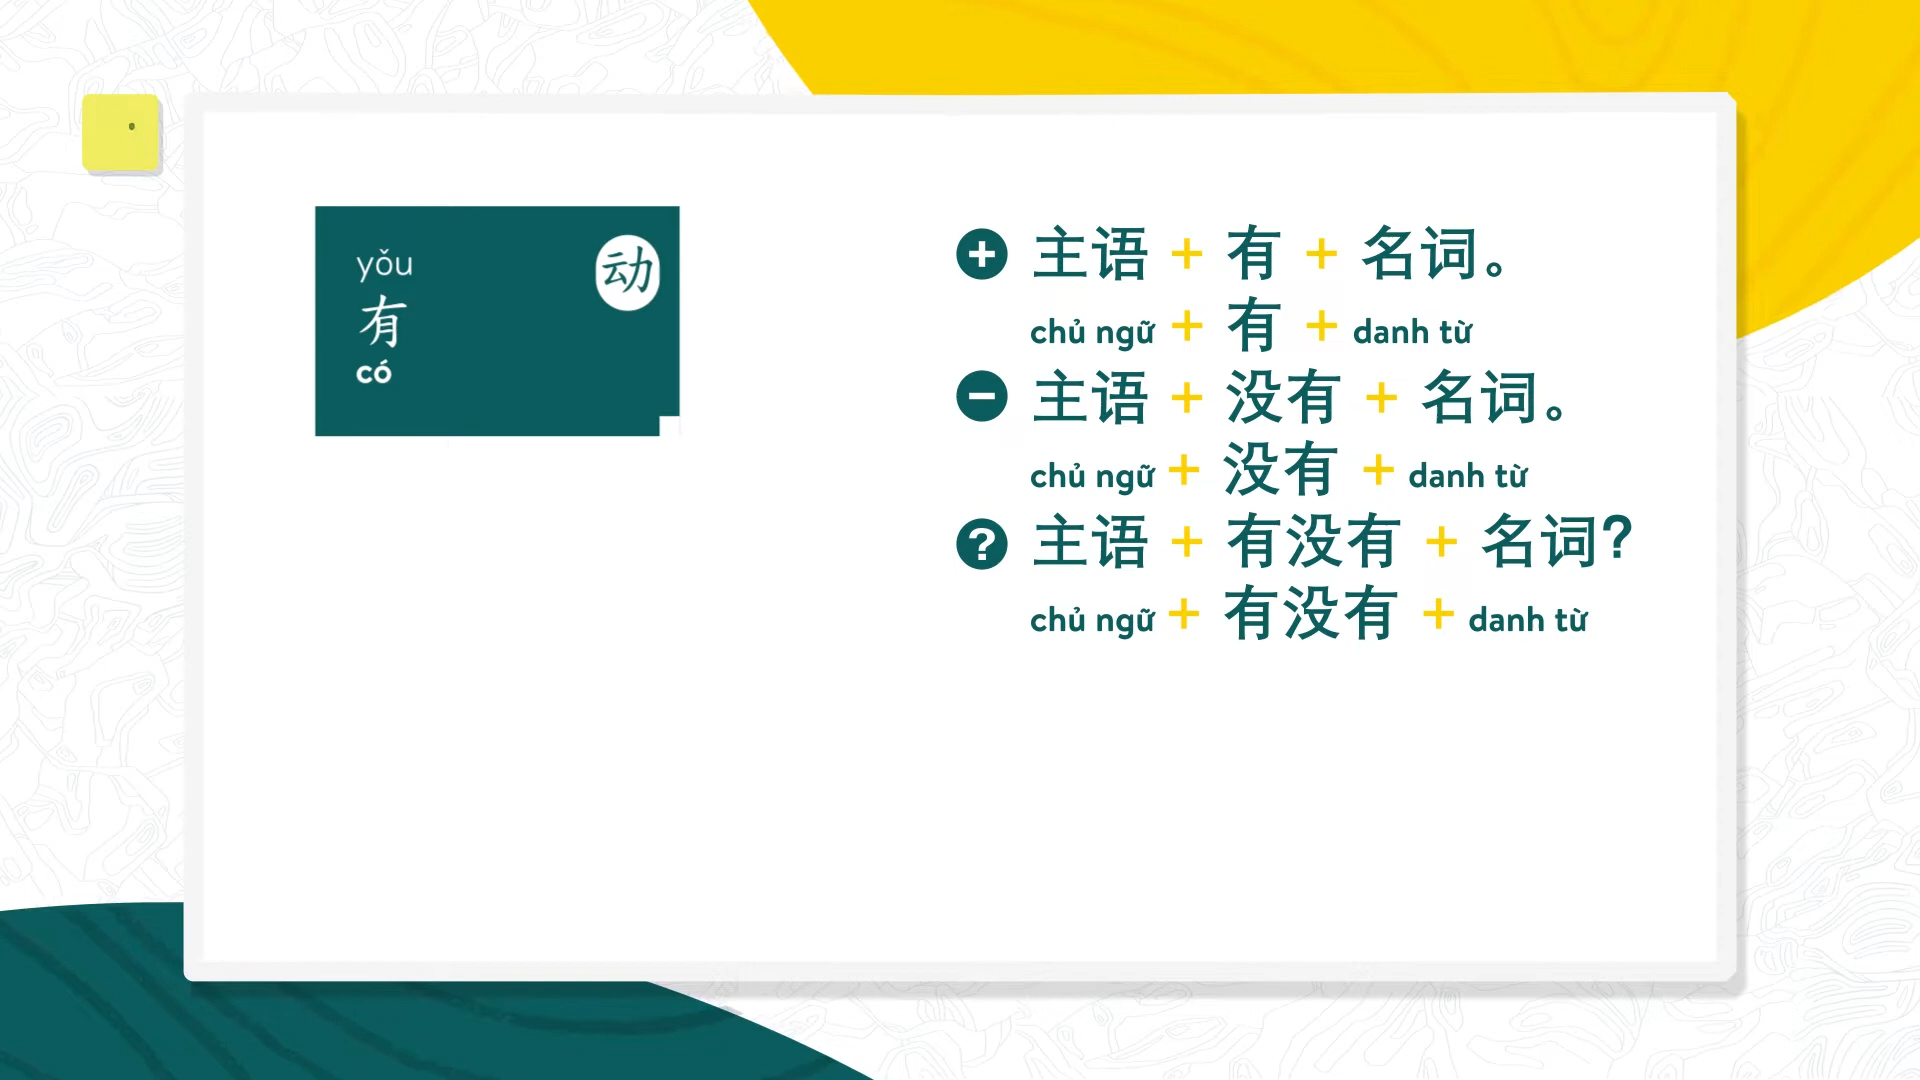 yǒu
有
có
动
主语 + 有 + 名词。
chủ ngữ + 有 + danh từ
主语 + 没有 + 名词。
chủ ngữ + 没有 + danh từ
主语 + 有没有 + 名词?
chủ ngữ + 有没有 + danh từ